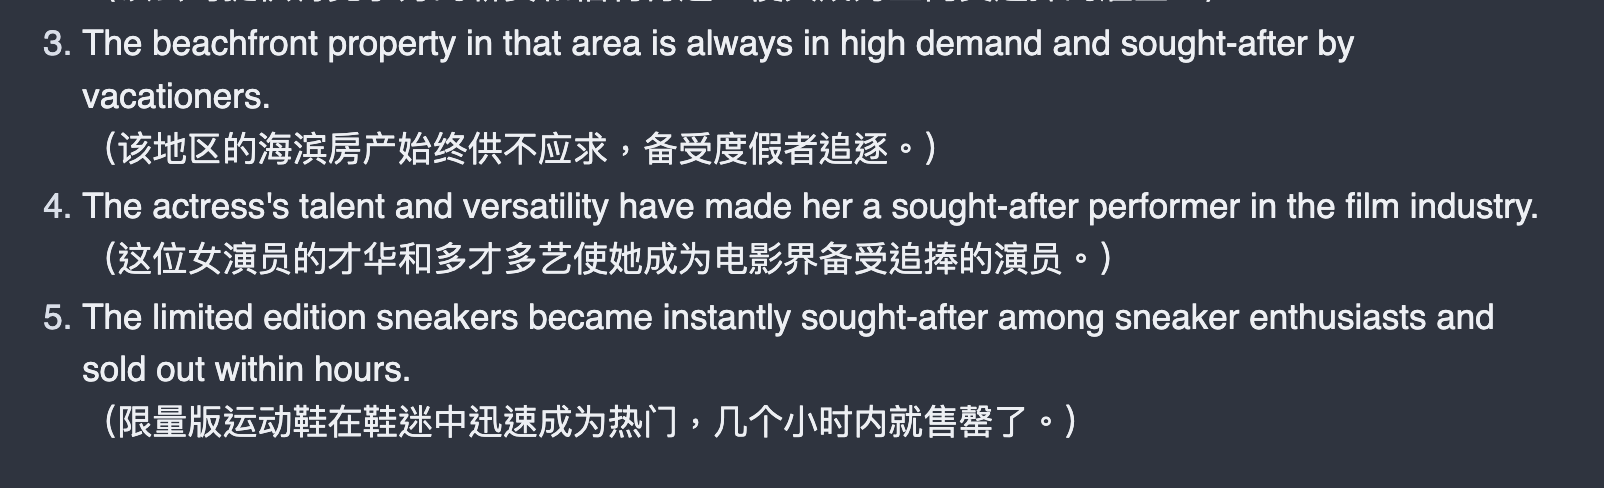 3. The beachfront property in that area is always in high demand and sought-after by
vacationers.
（该地区的海滨房产始终供不应求，备受度假者追逐。）
4. The actress's talent and versatility have made her a sought-after performer in the film industry.
（这位女演员的才华和多才多艺使她成为电影界备受追捧的演员。）
5. The limited edition sneakers became instantly sought-after among sneaker enthusiasts and
sold out within hours.
（限量版运动鞋在鞋迷中迅速成为热门，几个小时内就售罄了。）